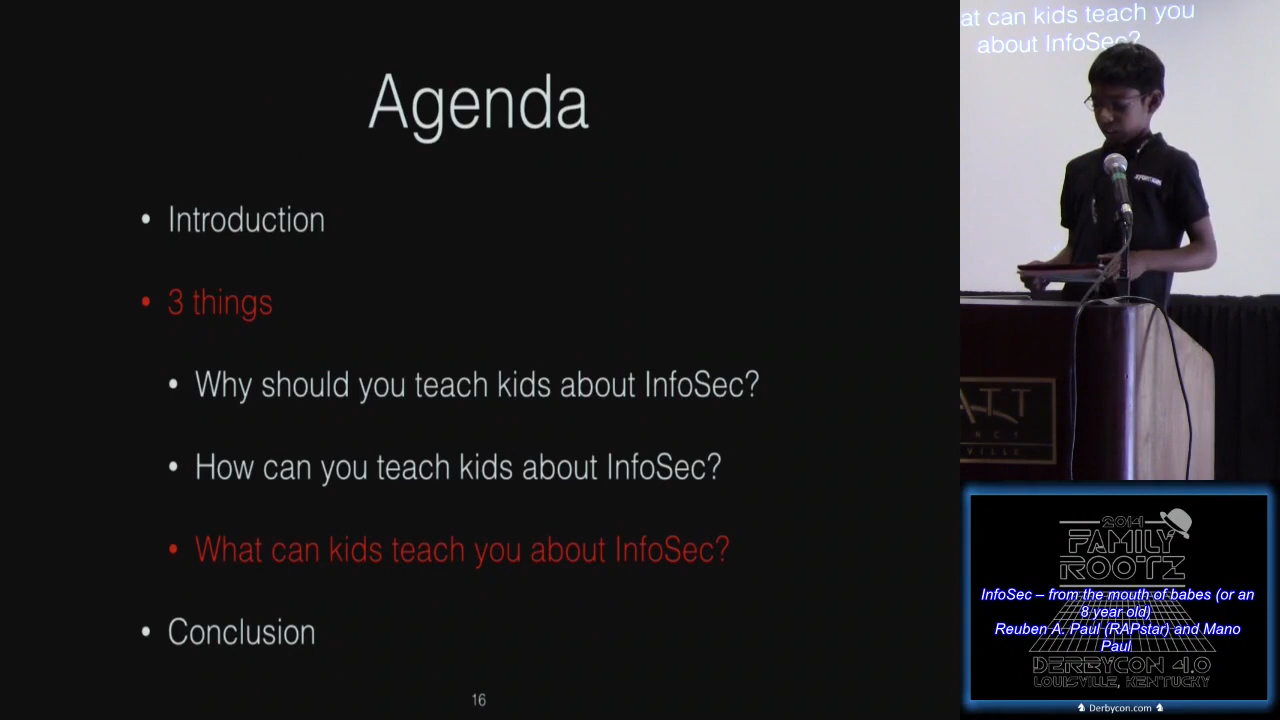 Agenda
• Introduction
• 3 things
• Why should you teach kids about InfoSec?
• How can you teach kids about InfoSec?
• What can kids teach you about InfoSec?
• Conclusion
16
at can kids teach you
about InfoSec?
ATT
NCY
VILLE
2014
FAMILY
ROOTZ
InfoSec – from the mouth of babes (or an
8 year old)
Reuben A. Paul (RAPstar) and Mano
Paul
DERBYCON 4.0
LOUISVILLE, KENTUCKY
Derbycon.com